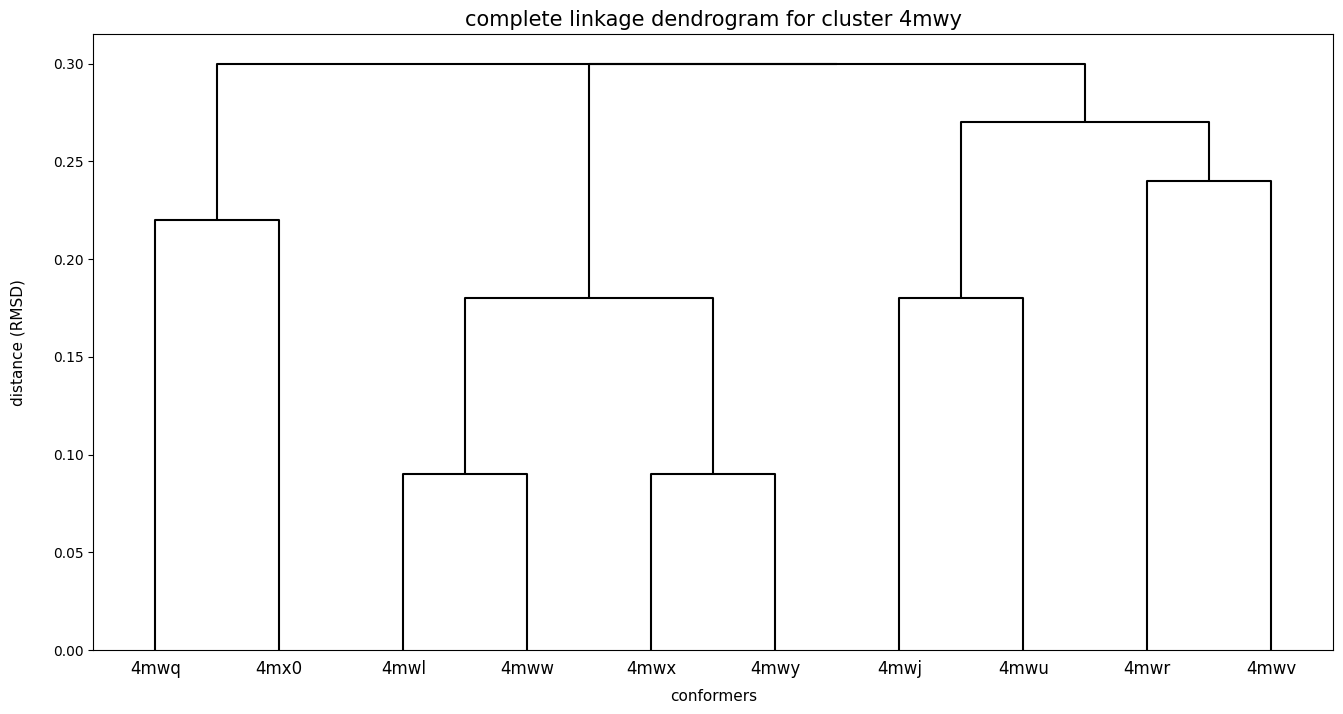 complete linkage dendrogram for cluster 4mwy
0.30
0.25
0.20
0.15
0.10
0.05
0.00
distance (RMSD)
4mwq 4mx0 4mwl 4mww 4mwx 4mwy 4mwj 4mwu 4mwr 4mwv
conformers